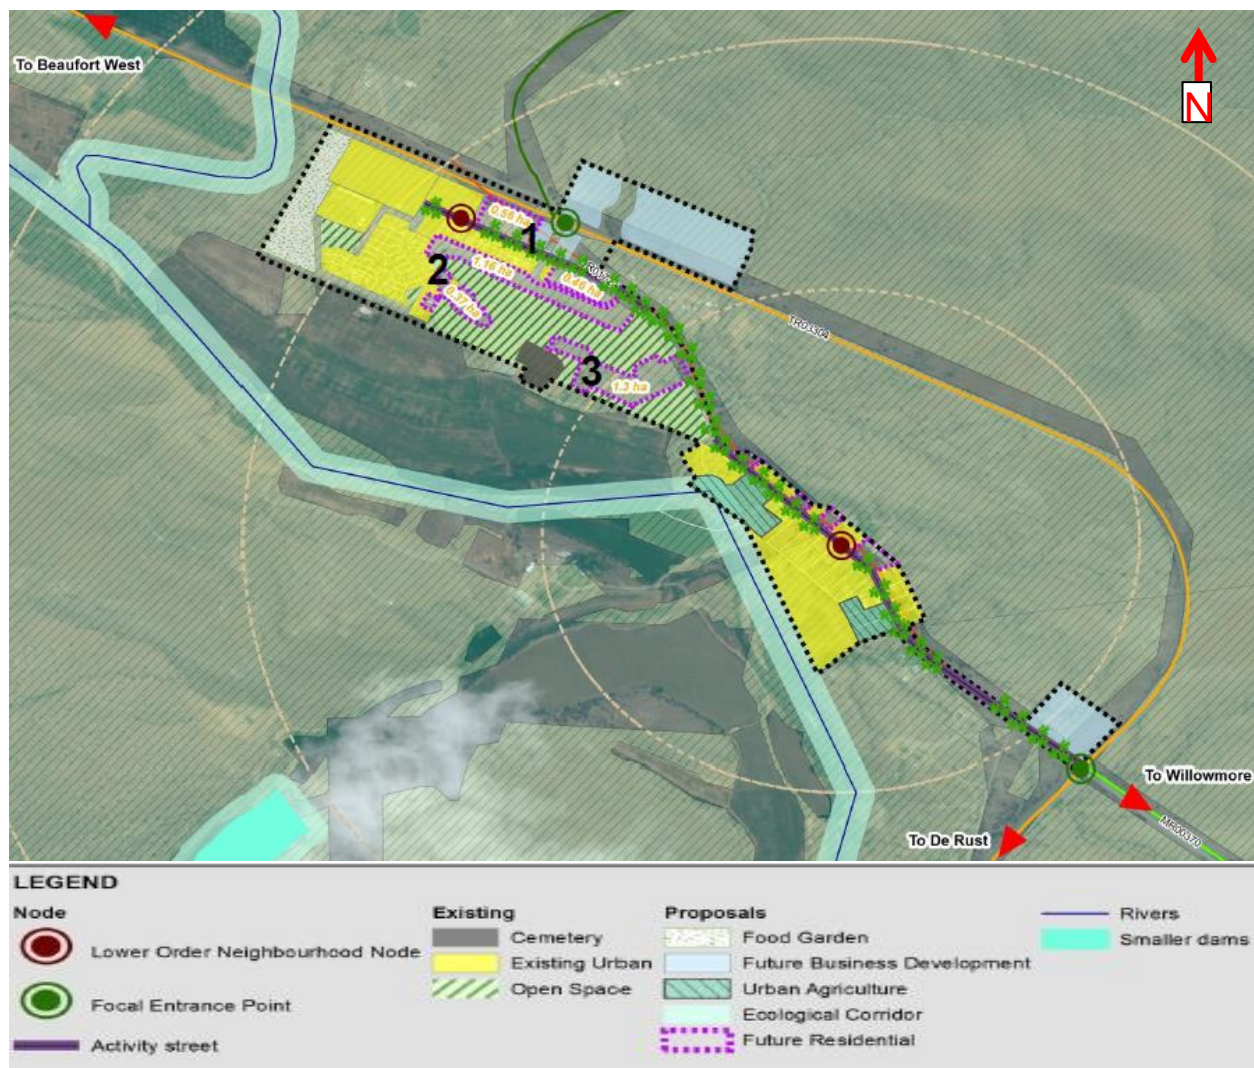 To Beaufort West
N
0.56 ha
1
1.16 ha
2
0.46 ha
0.37 ha
TR03304
3
1.3 ha
To Willowmore
MR00370
To De Rust
LEGEND
Node
Lower Order Neighbourhood Node
Focal Entrance Point
Activity street
Existing
Cemetery
Existing Urban
Open Space
Proposals
Food Garden
Future Business Development
Urban Agriculture
Ecological Corridor
Future Residential
Rivers
Smaller dams